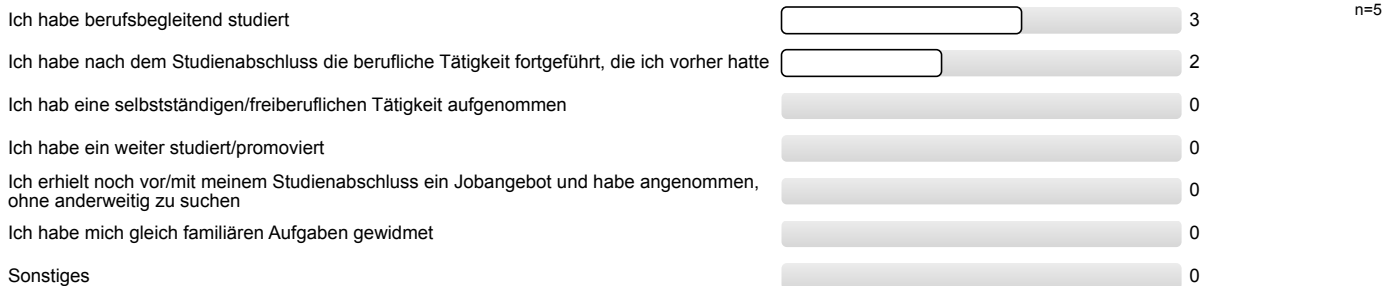 Ich habe berufsbegleitend studiert 3 n=5
Ich habe nach dem Studienabschluss die berufliche Tätigkeit fortgeführt, die ich vorher hatte 2
Ich hab eine selbstständigen/freiberuflichen Tätigkeit aufgenommen 0
Ich habe ein weiter studiert/promoviert 0
Ich erhielt noch vor/mit meinem Studienabschluss ein Jobangebot und habe angenommen,
ohne anderweitig zu suchen 0
Ich habe mich gleich familiären Aufgaben gewidmet 0
Sonstiges 0